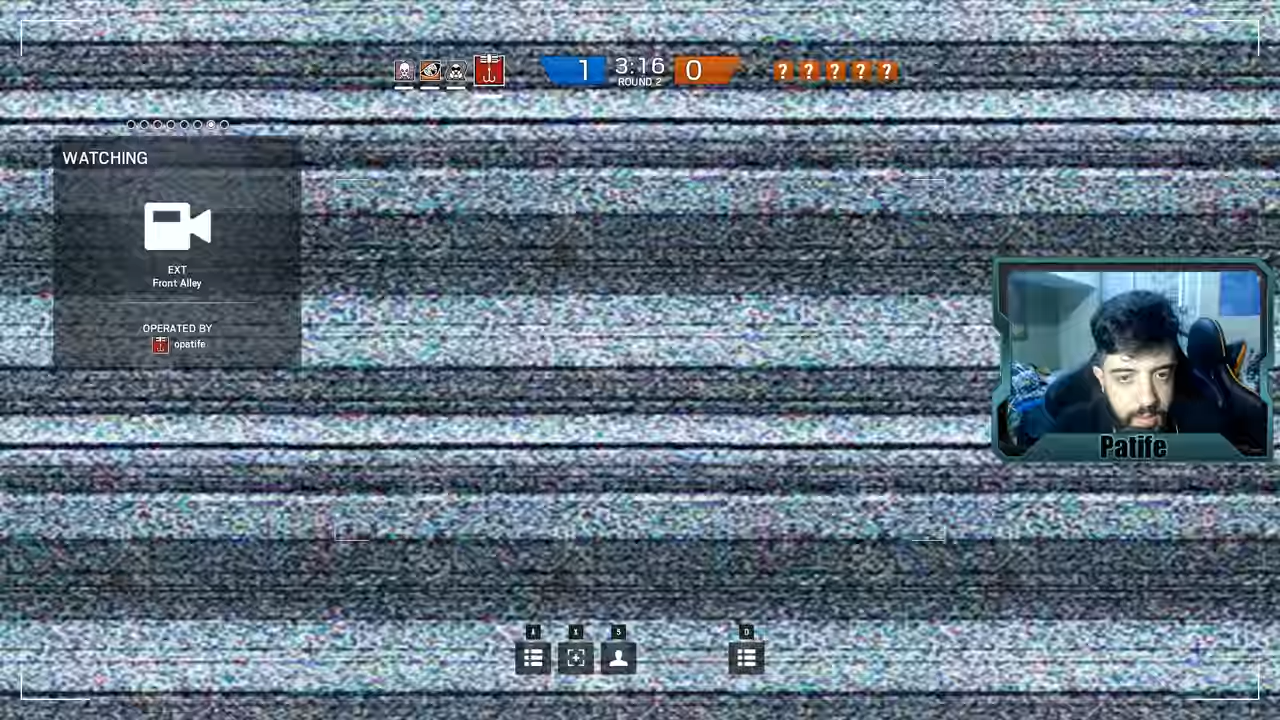 1 3:16 0
ROUND 2
? ? ? ? ?
WATCHING
EXT
Front Alley
OPERATED BY
opatife
Patife
A X S D